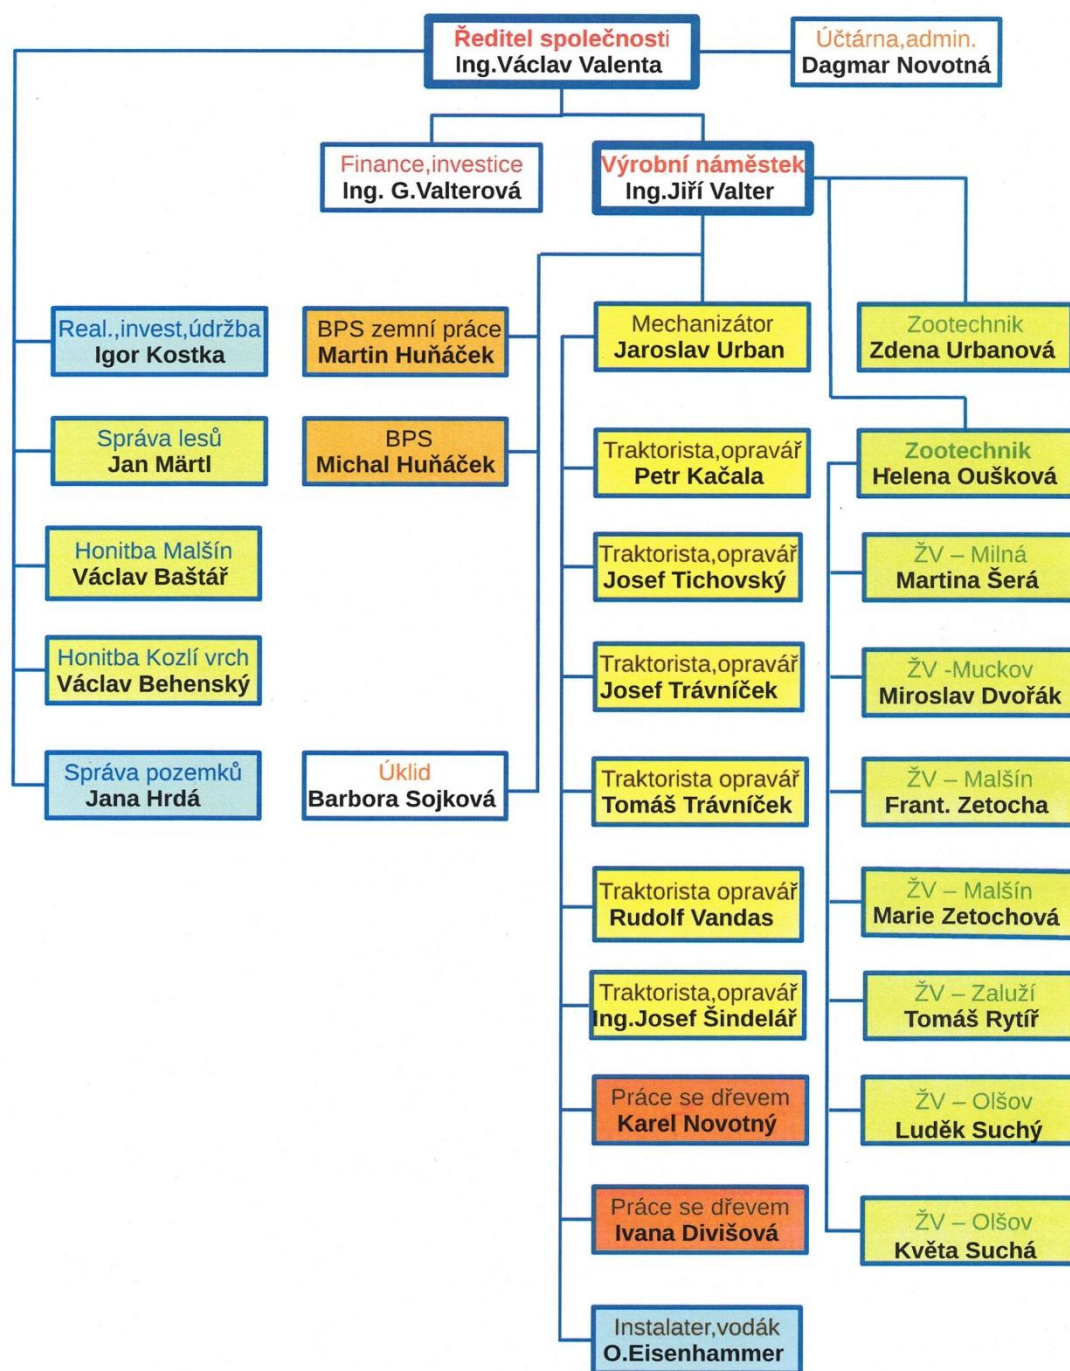 Ředitel společnosti
Ing.Václav Valenta
Účtárna,admin.
Dagmar Novotná
Finance,investice
Ing. G.Valterová
Výrobní náměstek
Ing.Jiří Valter
Real.,invest,údržba
Igor Kostka
BPS zemní práce
Martin Huňáček
Mechanizátor
Jaroslav Urban
Zootechnik
Zdena Urbanová
Správa lesů
Jan Märtl
BPS
Michal Huňáček
Traktorista,opravář
Petr Kačala
Zootechnik
Helena Oušková
Honitba Malšín
Václav Baštář
Traktorista,opravář
Josef Tichovský
ŽV – Milná
Martina Šerá
Honitba Kozlí vrch
Václav Behenský
Traktorista,opravář
Josef Trávníček
ŽV -Muckov
Miroslav Dvořák
Správa pozemků
Jana Hrdá
Úklid
Barbora Sojková
Traktorista opravář
Tomáš Trávníček
ŽV – Malšín
Frant. Zetocha
Traktorista opravář
Rudolf Vandas
ŽV – Malšín
Marie Zetochová
Traktorista,opravář
Ing.Josef Šindelář
ŽV – Zaluží
Tomáš Rytíř
Práce se dřevem
Karel Novotný
ŽV – Olšov
Luděk Suchý
Práce se dřevem
Ivana Divišová
ŽV – Olšov
Květa Suchá
Instalater,vodák
O.Eisenhammer